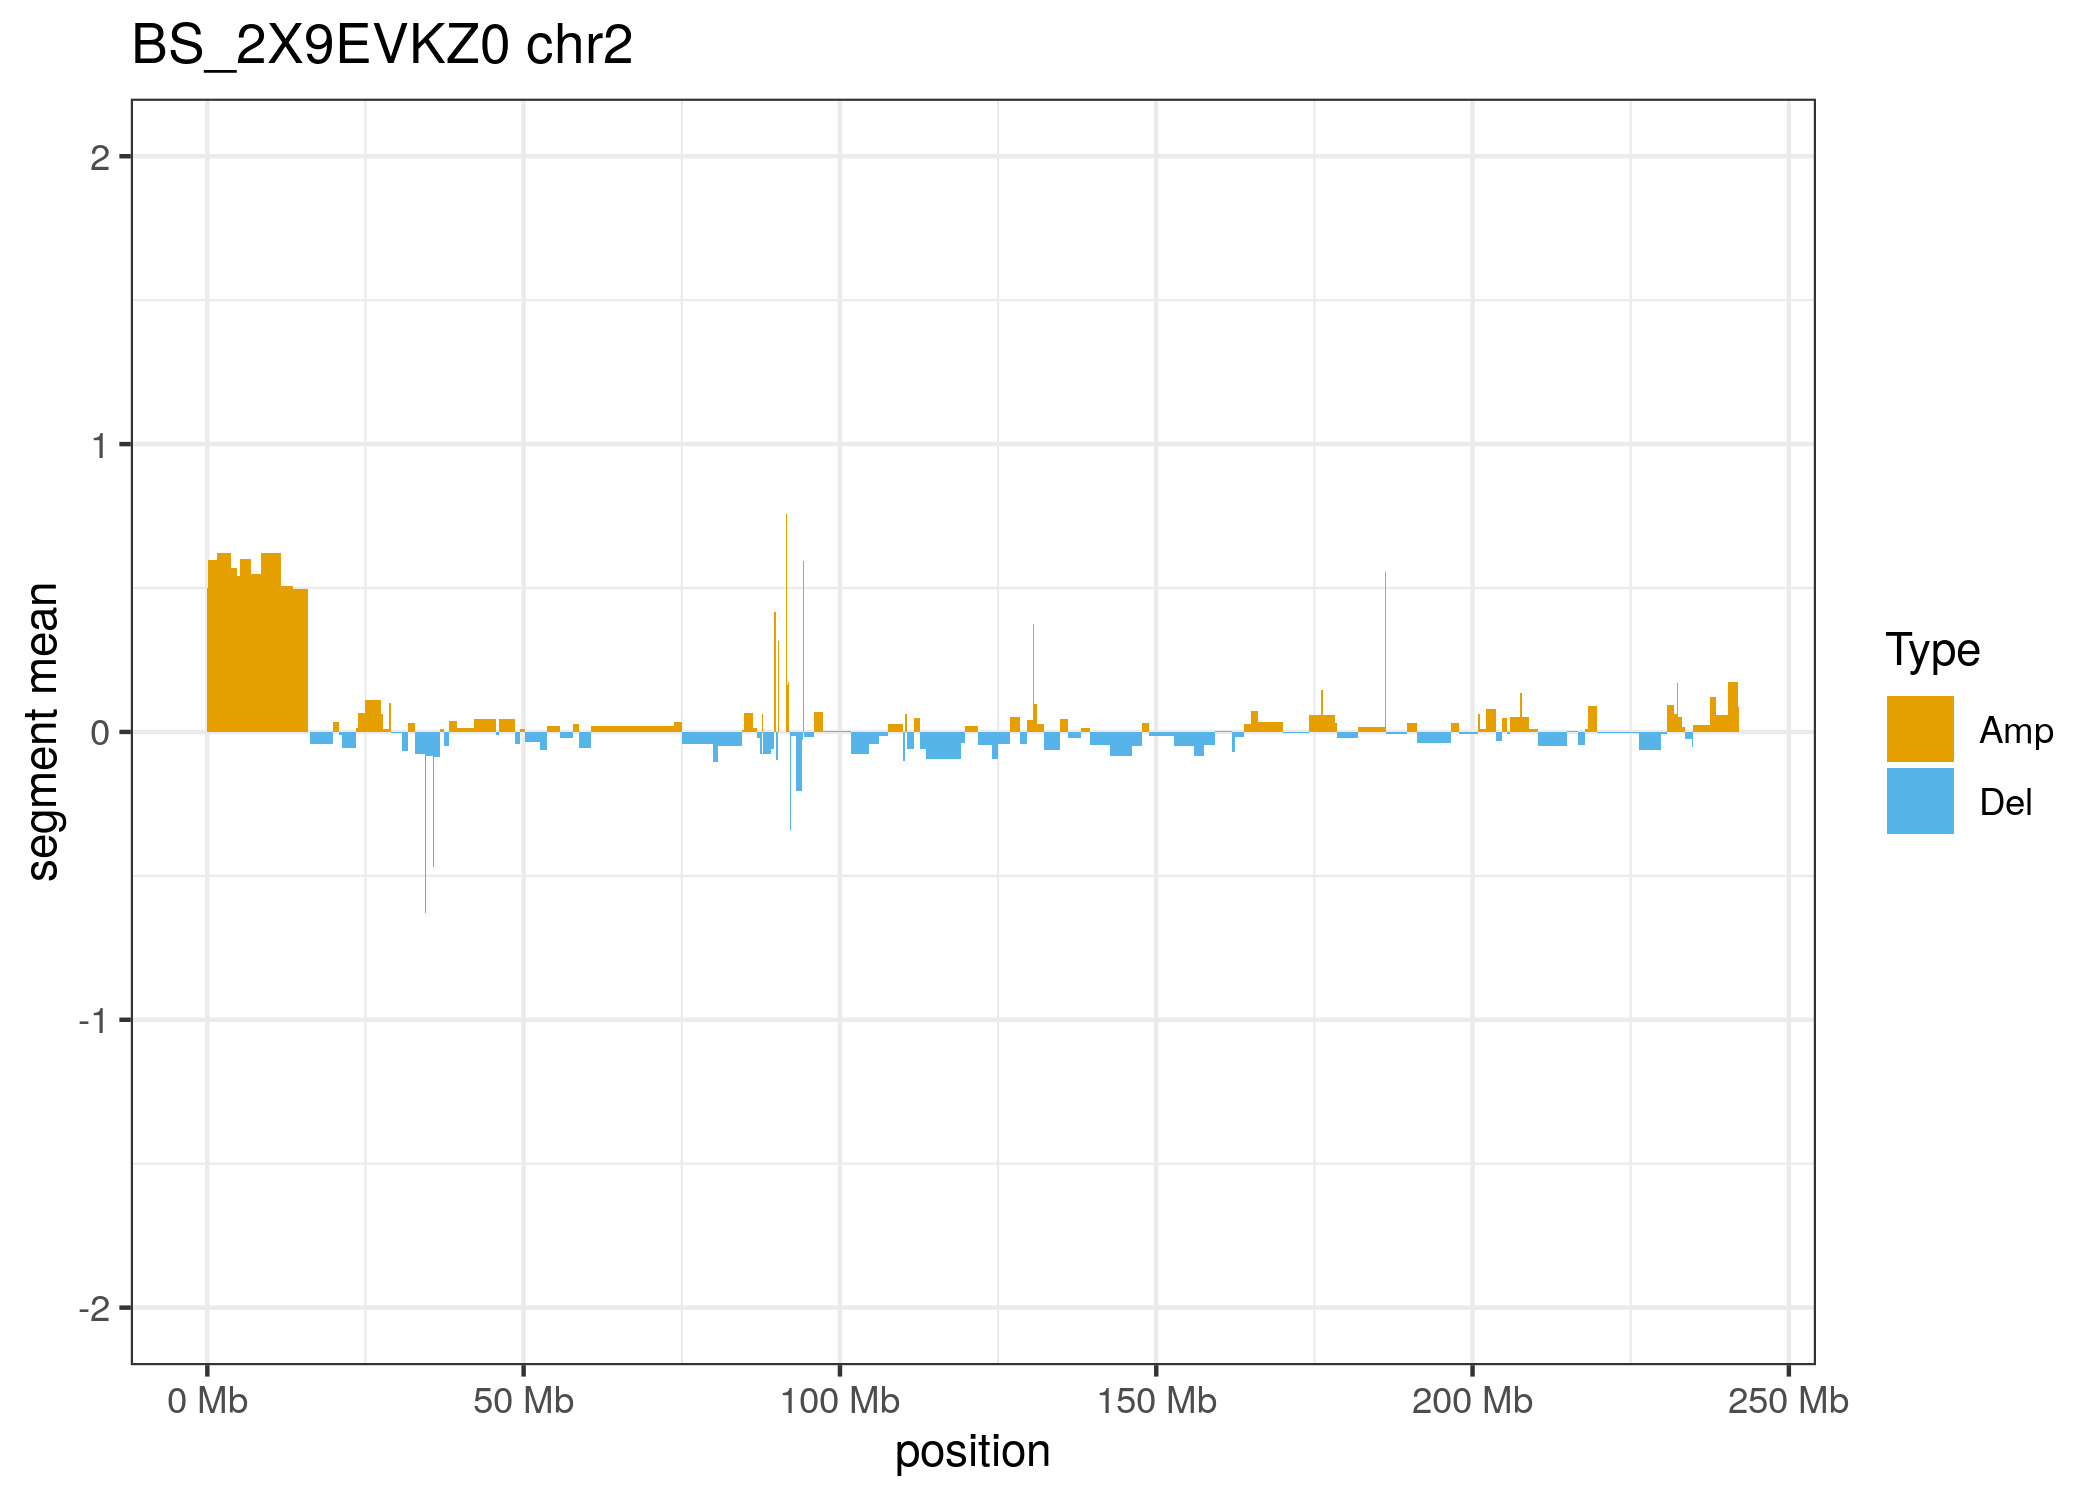 BS_2X9EVKZ0 chr2
segment mean
2
1
0
-1
-2
0 Mb
50 Mb
100 Mb
150 Mb
200 Mb
250 Mb
position
Type
Amp
Del